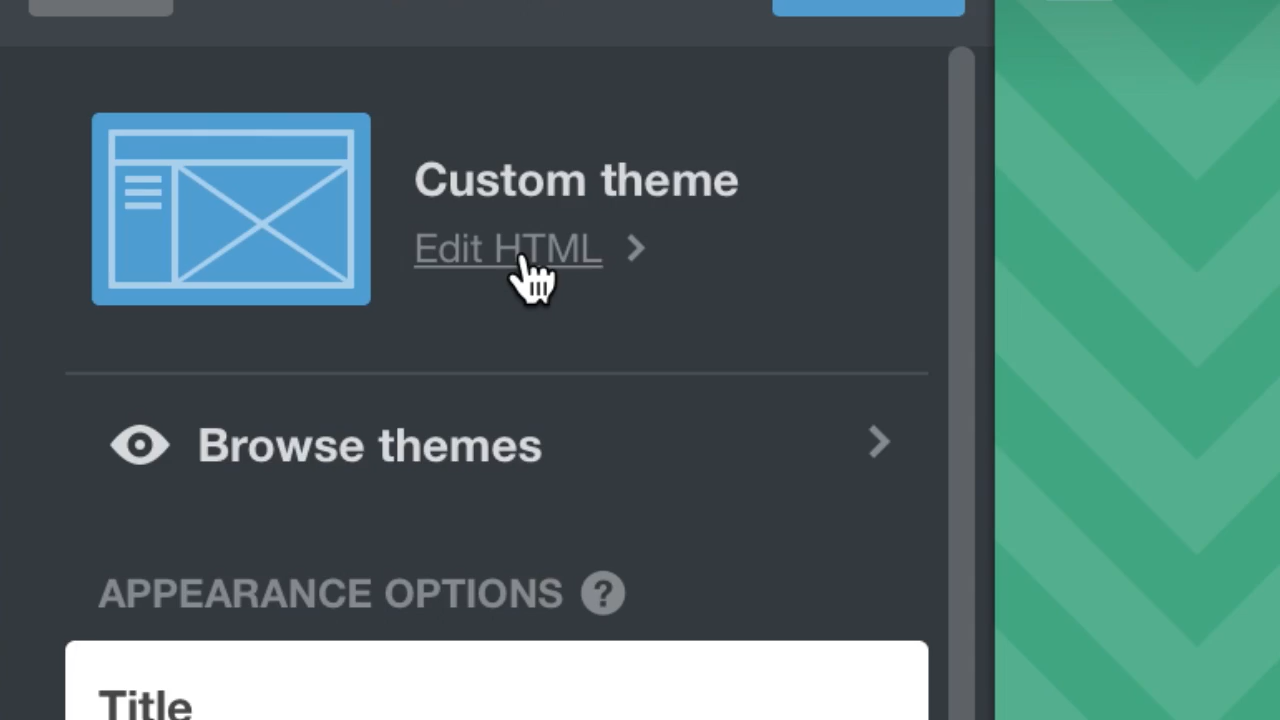 Custom theme
Edit HTML
Browse themes
APPEARANCE OPTIONS ?
Title